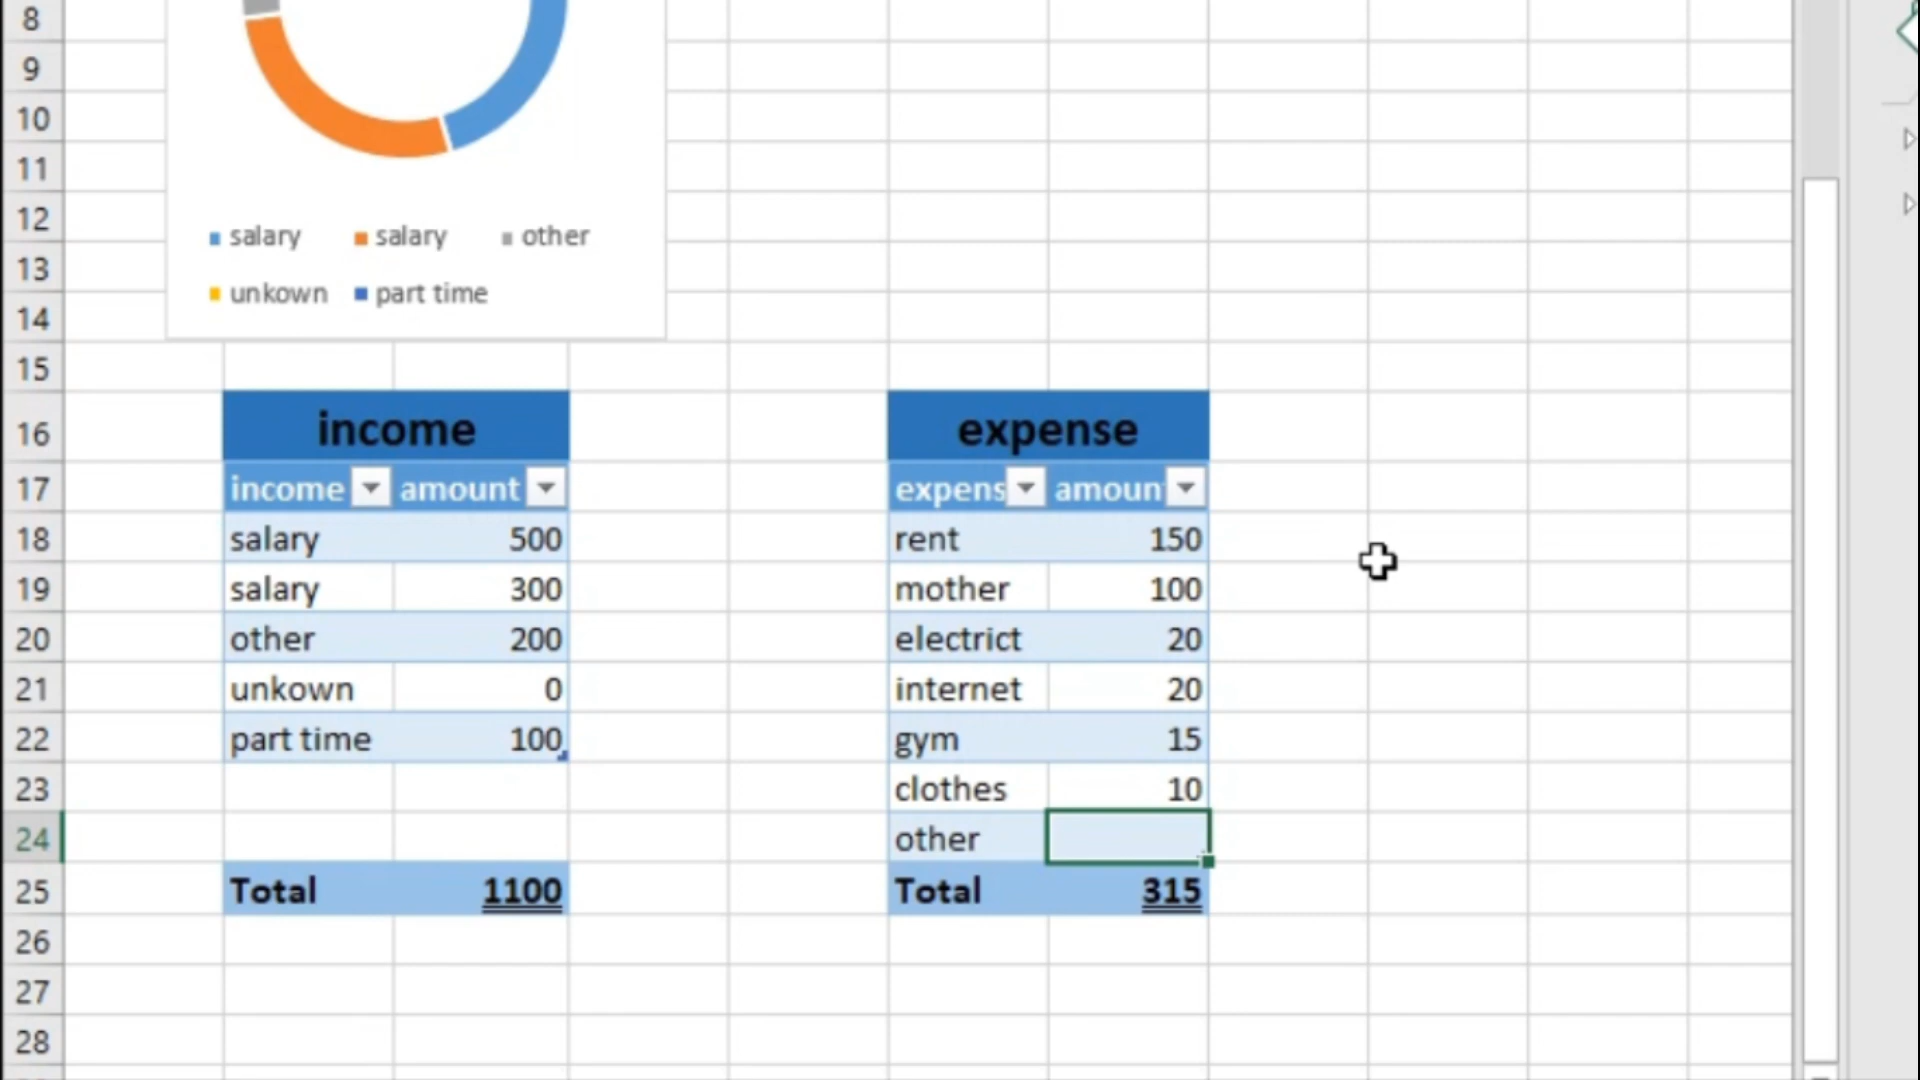 8
9
10
11
12
13
14
15
16
17
18
19
20
21
22
23
24
25
26
27
28
salary salary other
unkown part time
income expense
income amount expens amoun
salary 500 rent 150
salary 300 mother 100
other 200 electrict 20
unkown 0 internet 20
part time 100 gym 15
clothes 10
other
Total 1100 Total 315